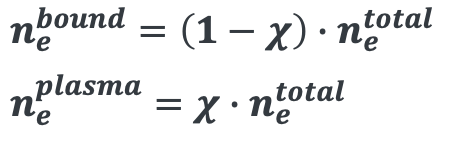 n_e^{bound} = (1 − χ) · n_e^{total}
n_e^{plasma} = χ · n_e^{total}